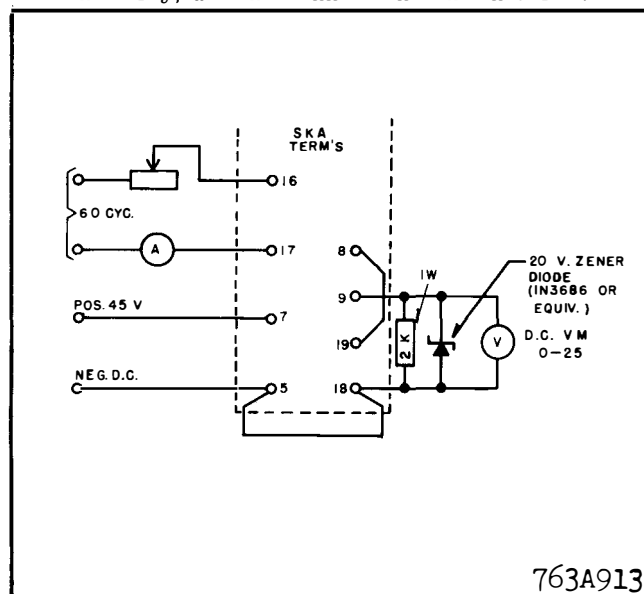 SKA
TERM'S
16
60 CYC.
A
17
8
POS. 45 V
7
9
1W
20 V. ZENER
DIODE
(IN3686 OR
EQUIV.)
2 K
V
D.C. VM
0-25
19
NEG. D.C.
5
18
763A913